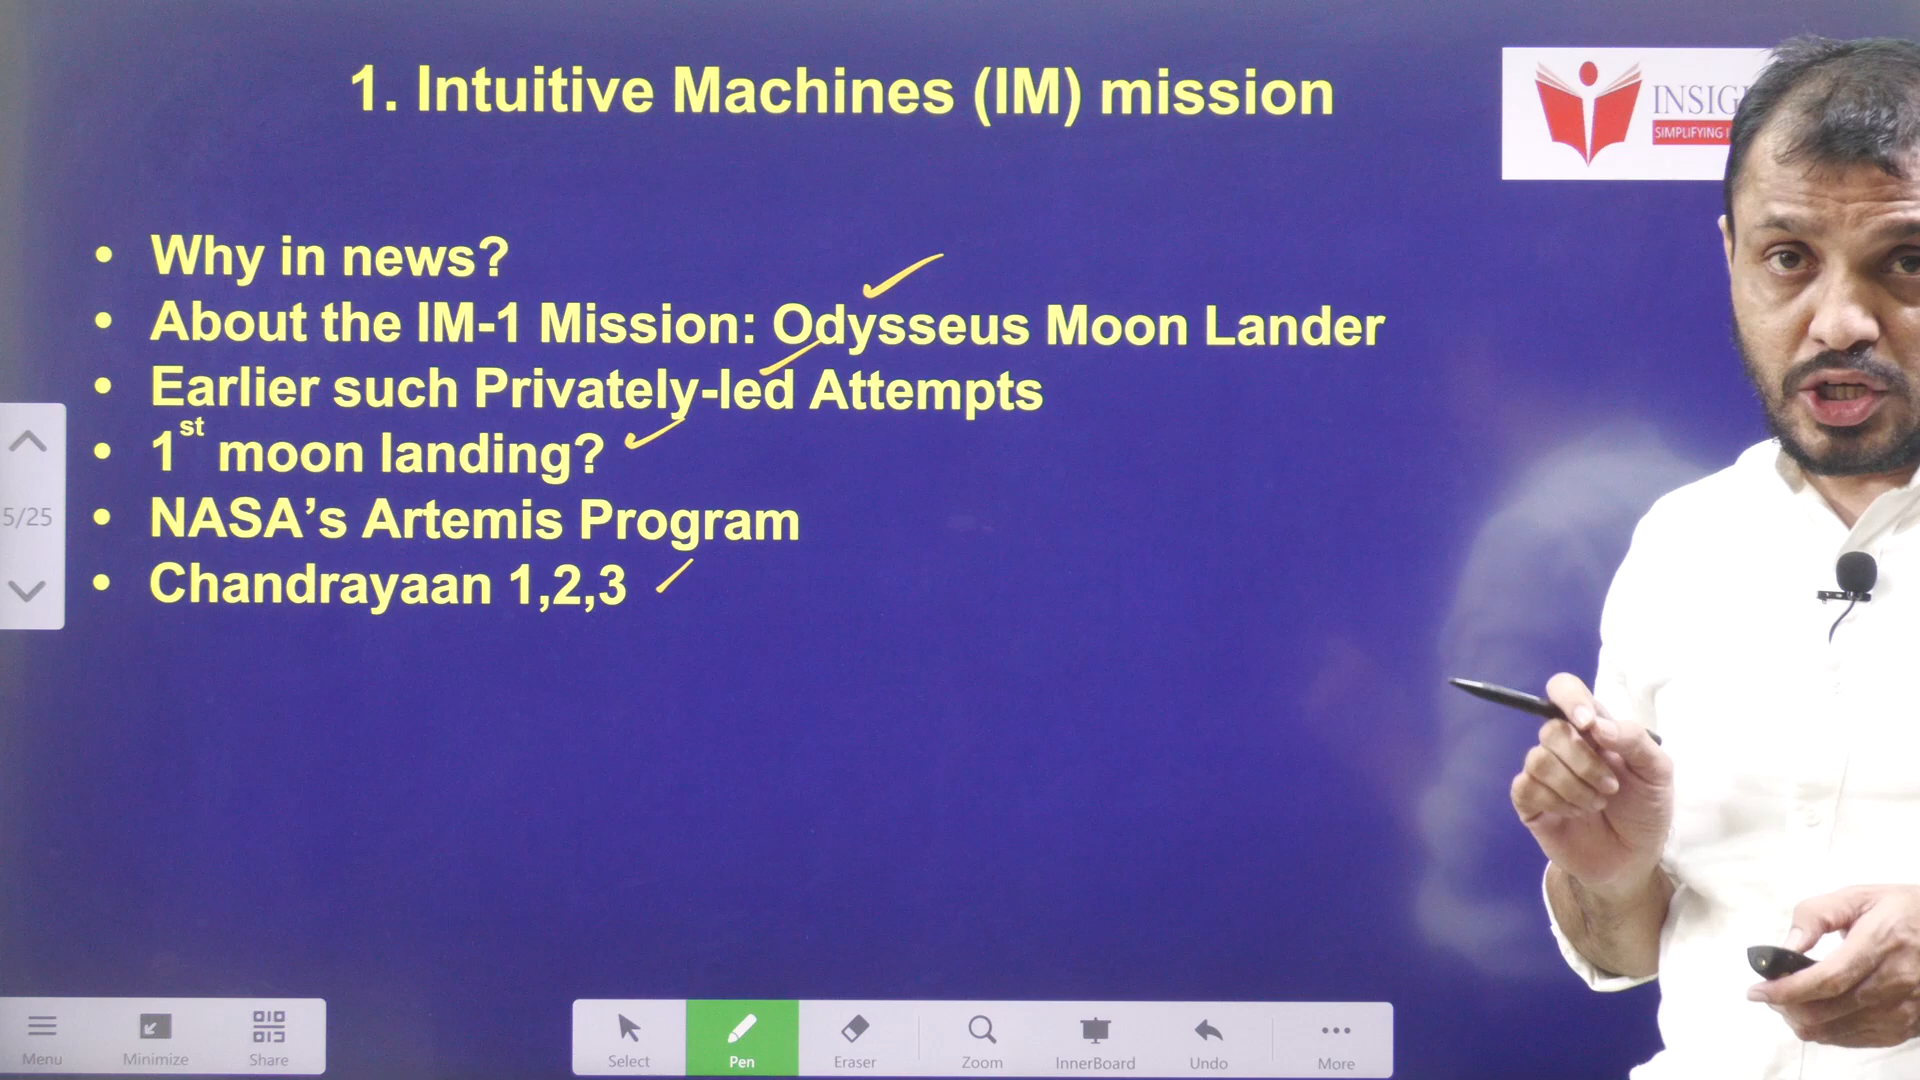 1. Intuitive Machines (IM) mission
SIMPLIFYING
• Why in news?
• About the IM-1 Mission: Odysseus Moon Lander
• Earlier such Privately-led Attempts
• 1st moon landing?
• NASA’s Artemis Program
• Chandrayaan 1,2,3
5/25
Menu Minimize Share
Select Pen Eraser Zoom InnerBoard Undo More